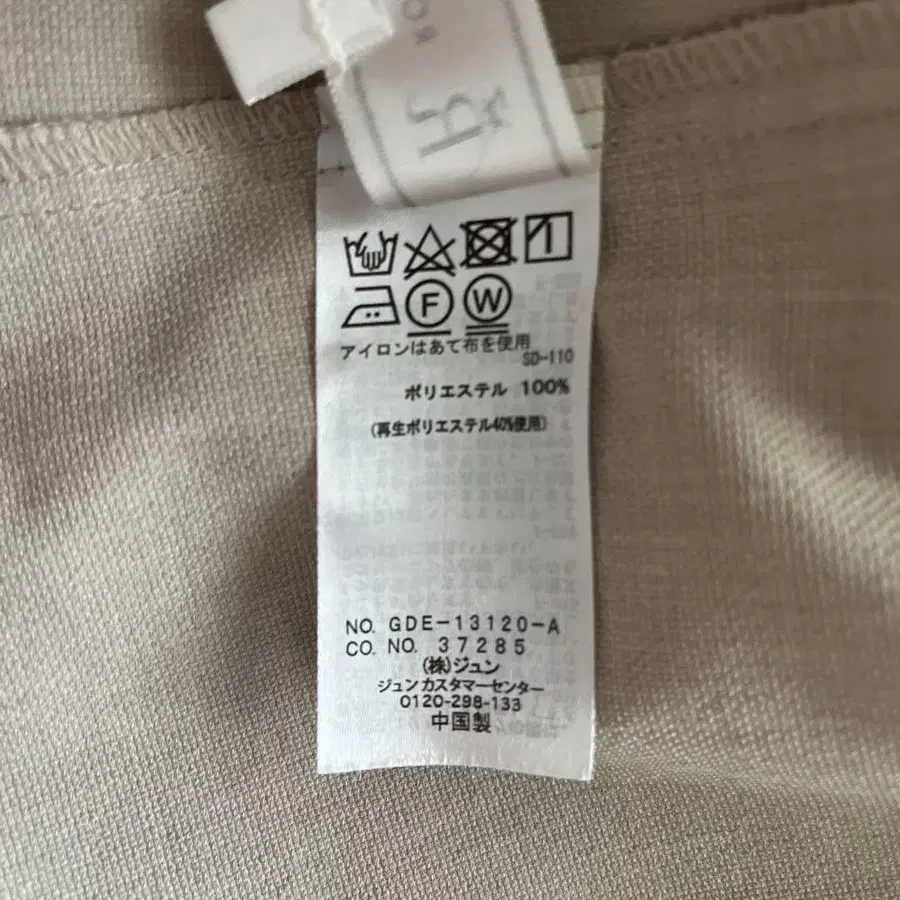 F W
アイロンはあて布を使用
SD-110
ポリエステル 100%
(再生ポリエステル40%使用)
NO. GDE-13120-A
CO. NO. 37285
(株)ジュン
ジュン カスタマーセンター
0120-298-133
中国製